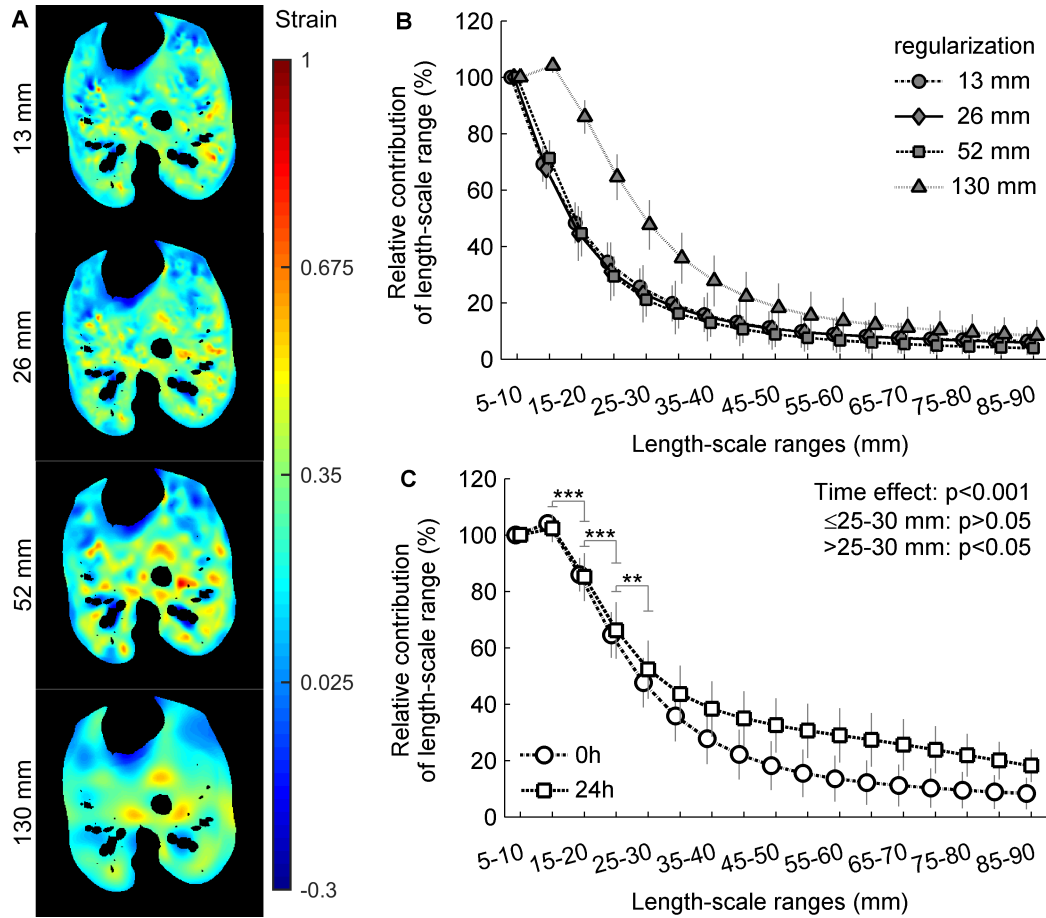 A
Strain
13 mm
26 mm
52 mm
130 mm
1
0.675
0.35
0.025
-0.3
B
Relative contribution
of length-scale range (%)
120
100
80
60
40
20
0
regularization
13 mm
26 mm
52 mm
130 mm
5-10 15-20 25-30 35-40 45-50 55-60 65-70 75-80 85-90
Length-scale ranges (mm)
C
Relative contribution
of length-scale range (%)
120
100
80
60
40
20
0
***
***
**
Time effect: p<0.001
≤25-30 mm: p>0.05
>25-30 mm: p<0.05
0h
24h
5-10 15-20 25-30 35-40 45-50 55-60 65-70 75-80 85-90
Length-scale ranges (mm)